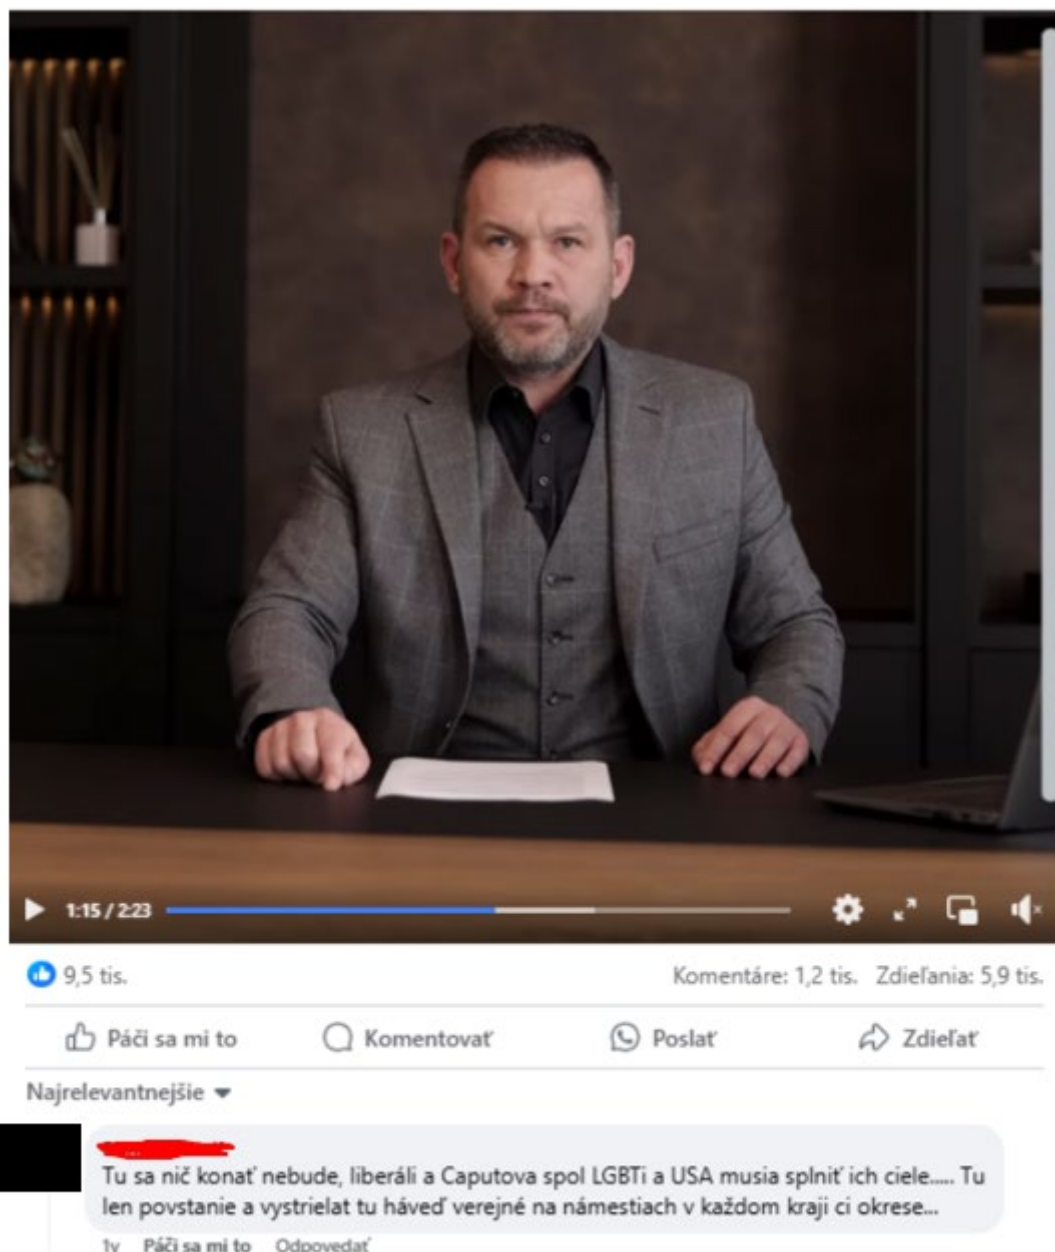 1:15 / 2:23
9,5 tis.
Komentáre: 1,2 tis. Zdieľania: 5,9 tis.
Páči sa mi to
Komentovať
Poslať
Zdieľať
Najrelevantnejšie
Tu sa nič konať nebude, liberáli a Caputova spol LGBTi a USA musia splniť ich ciele..... Tu
len povstanie a vystrielat tu háveď verejné na námestiach v každom kraji ci okrese...
1y Páči sa mi to Odpovedať